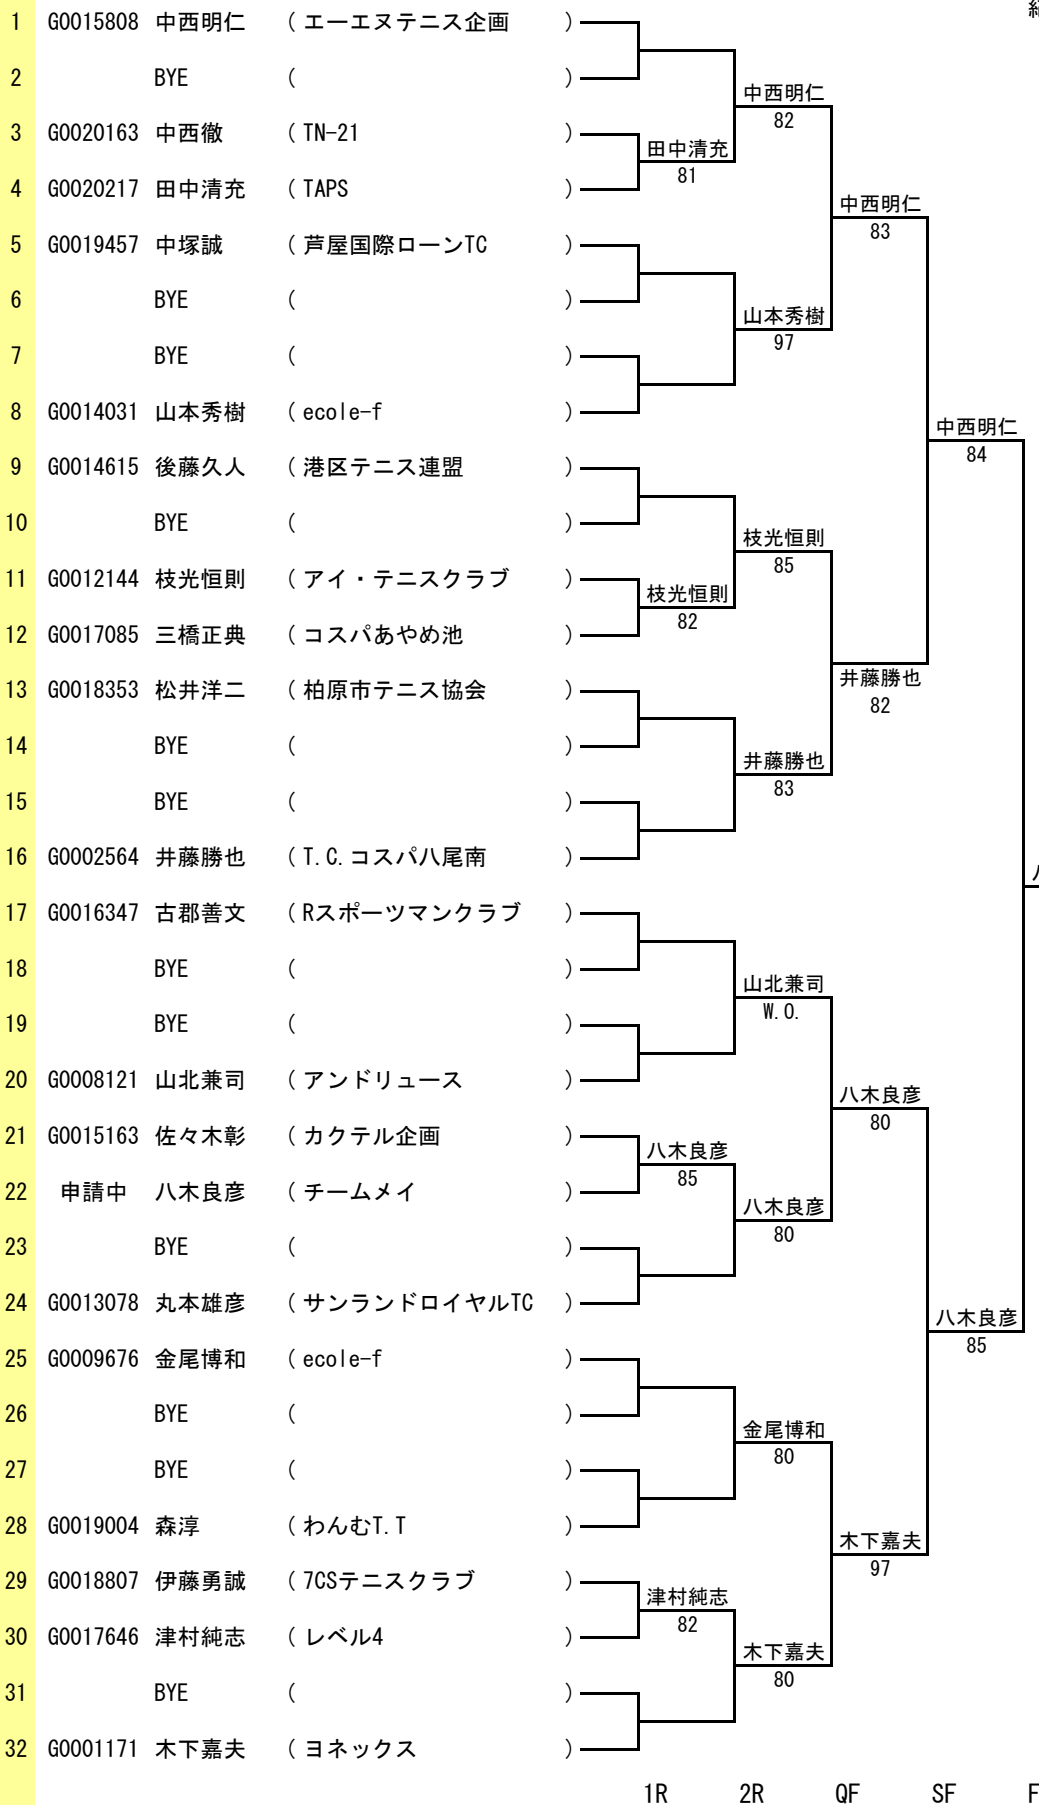 1 G0015808 中西明仁 ( エーエヌテニス企画 )
2 BYE ( )
中西明仁
82
3 G0020163 中西徹 ( TN-21 )
田中清充
81
4 G0020217 田中清充 ( TAPS )
中西明仁
83
5 G0019457 中塚誠 ( 芦屋国際ローンTC )
6 BYE ( )
山本秀樹
97
7 BYE ( )
8 G0014031 山本秀樹 ( ecole-f )
中西明仁
84
9 G0014615 後藤久人 ( 港区テニス連盟 )
10 BYE ( )
枝光恒則
85
11 G0012144 枝光恒則 ( アイ・テニスクラブ )
枝光恒則
82
12 G0017085 三橋正典 ( コスパあやめ池 )
井藤勝也
82
13 G0018353 松井洋二 ( 柏原市テニス協会 )
14 BYE ( )
井藤勝也
83
15 BYE ( )
16 G0002564 井藤勝也 ( T.C.コスパ八尾南 )
17 G0016347 古郡善文 ( Rスポーツマンクラブ )
18 BYE ( )
山北兼司
W.O.
19 BYE ( )
20 G0008121 山北兼司 ( アンドリュース )
八木良彦
80
21 G0015163 佐々木彰 ( カクテル企画 )
八木良彦
85
22 申請中 八木良彦 ( チームメイ )
八木良彦
80
23 BYE ( )
24 G0013078 丸本雄彦 ( サンランドロイヤルTC )
八木良彦
85
25 G0009676 金尾博和 ( ecole-f )
26 BYE ( )
金尾博和
80
27 BYE ( )
28 G0019004 森淳 ( わんむT.T )
木下嘉夫
97
29 G0018807 伊藤勇誠 ( 7CSテニスクラブ )
津村純志
82
30 G0017646 津村純志 ( レベル4 )
木下嘉夫
80
31 BYE ( )
32 G0001171 木下嘉夫 ( ヨネックス )
1R 2R QF SF F